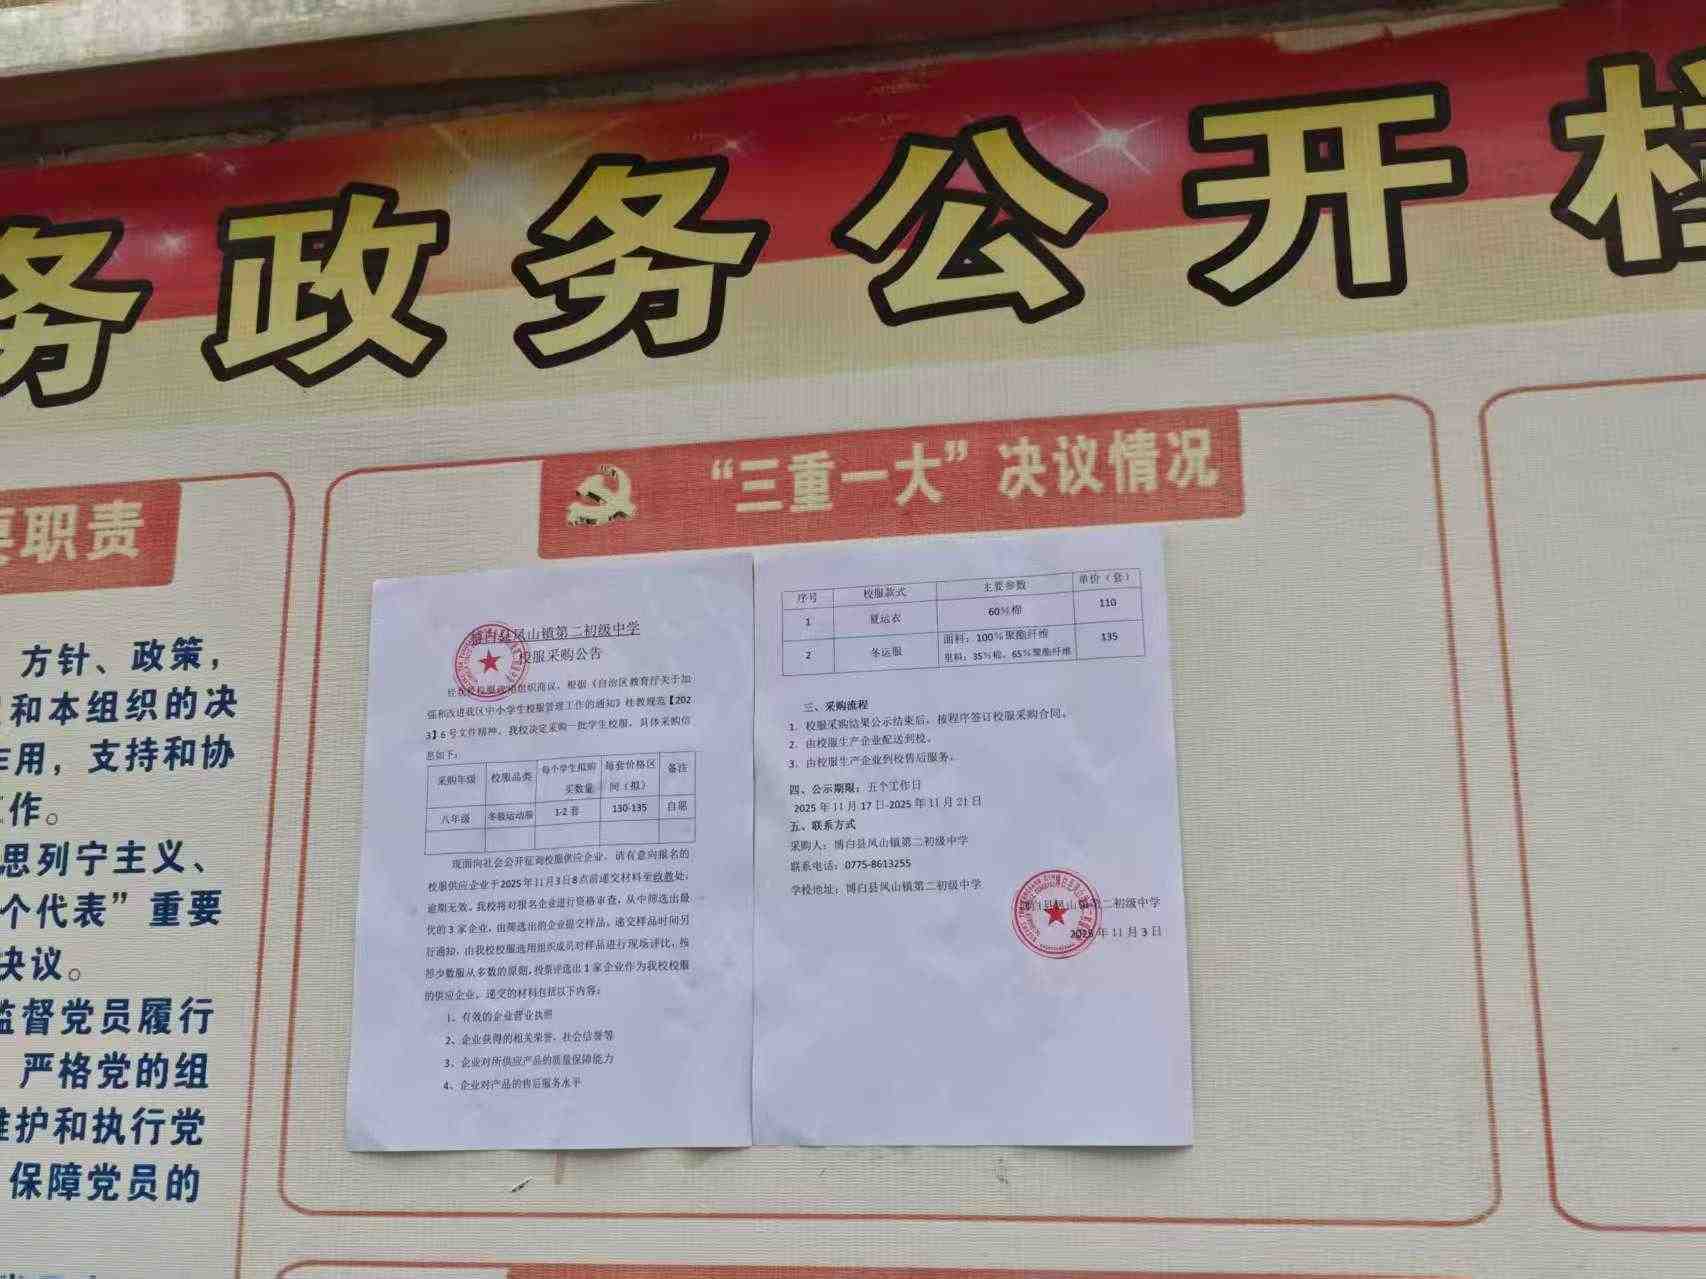 务政务公开栏
要职责
方针、政策，
和本组织的决
作用，支持和协
工作。
思列宁主义、
个代表”重要
决议。
监督党员履行
严格党的组
维护和执行党
保障党员的
“三重一大”决议情况
博白县凤山镇第二初级中学
校服采购公告
经我校校服选用组织商议，根据《自治区教育厅关于加
强和改进我区中小学生校服管理工作的通知》桂教规范【202
3】6号文件精神，我校决定采购一批学生校服，具体采购信
息如下：
采购年级 校服品类 每个学生拟购买数量 每套价格区间（拟） 备注
八年级 冬级运动服 1-2套 130-135 自愿
现面向社会公开征询校服供应企业，请有意向报名的
校服供应企业于2025年11月3日8点前递交材料至政教处，
逾期无效。我校将对报名企业进行资格审查，从中筛选出最
优的3家企业，由筛选出的企业提交样品，递交样品时间另
行通知，由我校校服选用组织成员对样品进行现场评比，按
照少数服从多数的原则，投票评选出1家企业作为我校校服
的供应企业。递交的材料包括以下内容：
1、有效的企业营业执照
2、企业获得的相关荣誉、社会信誉等
3、企业对所供应产品的质量保障能力
4、企业对产品的售后服务水平
序号 校服款式 主要参数 单价（套）
1 夏运衣 60%棉 110
2 冬运服 面料：100%聚酯纤维 里料：35%棉，65%聚酯纤维 135
三、采购流程
1．校服采购结果公示结束后，按程序签订校服采购合同。
2．由校服生产企业配送到校。
3．由校服生产企业到校售后服务。
四、公示期限：五个工作日
2025年11月17日-2025年11月21日
五、联系方式
采购人：博白县凤山镇第二初级中学
联系电话：0775-8613255
学校地址：博白县凤山镇第二初级中学
博白县凤山镇第二初级中学
2025年11月3日